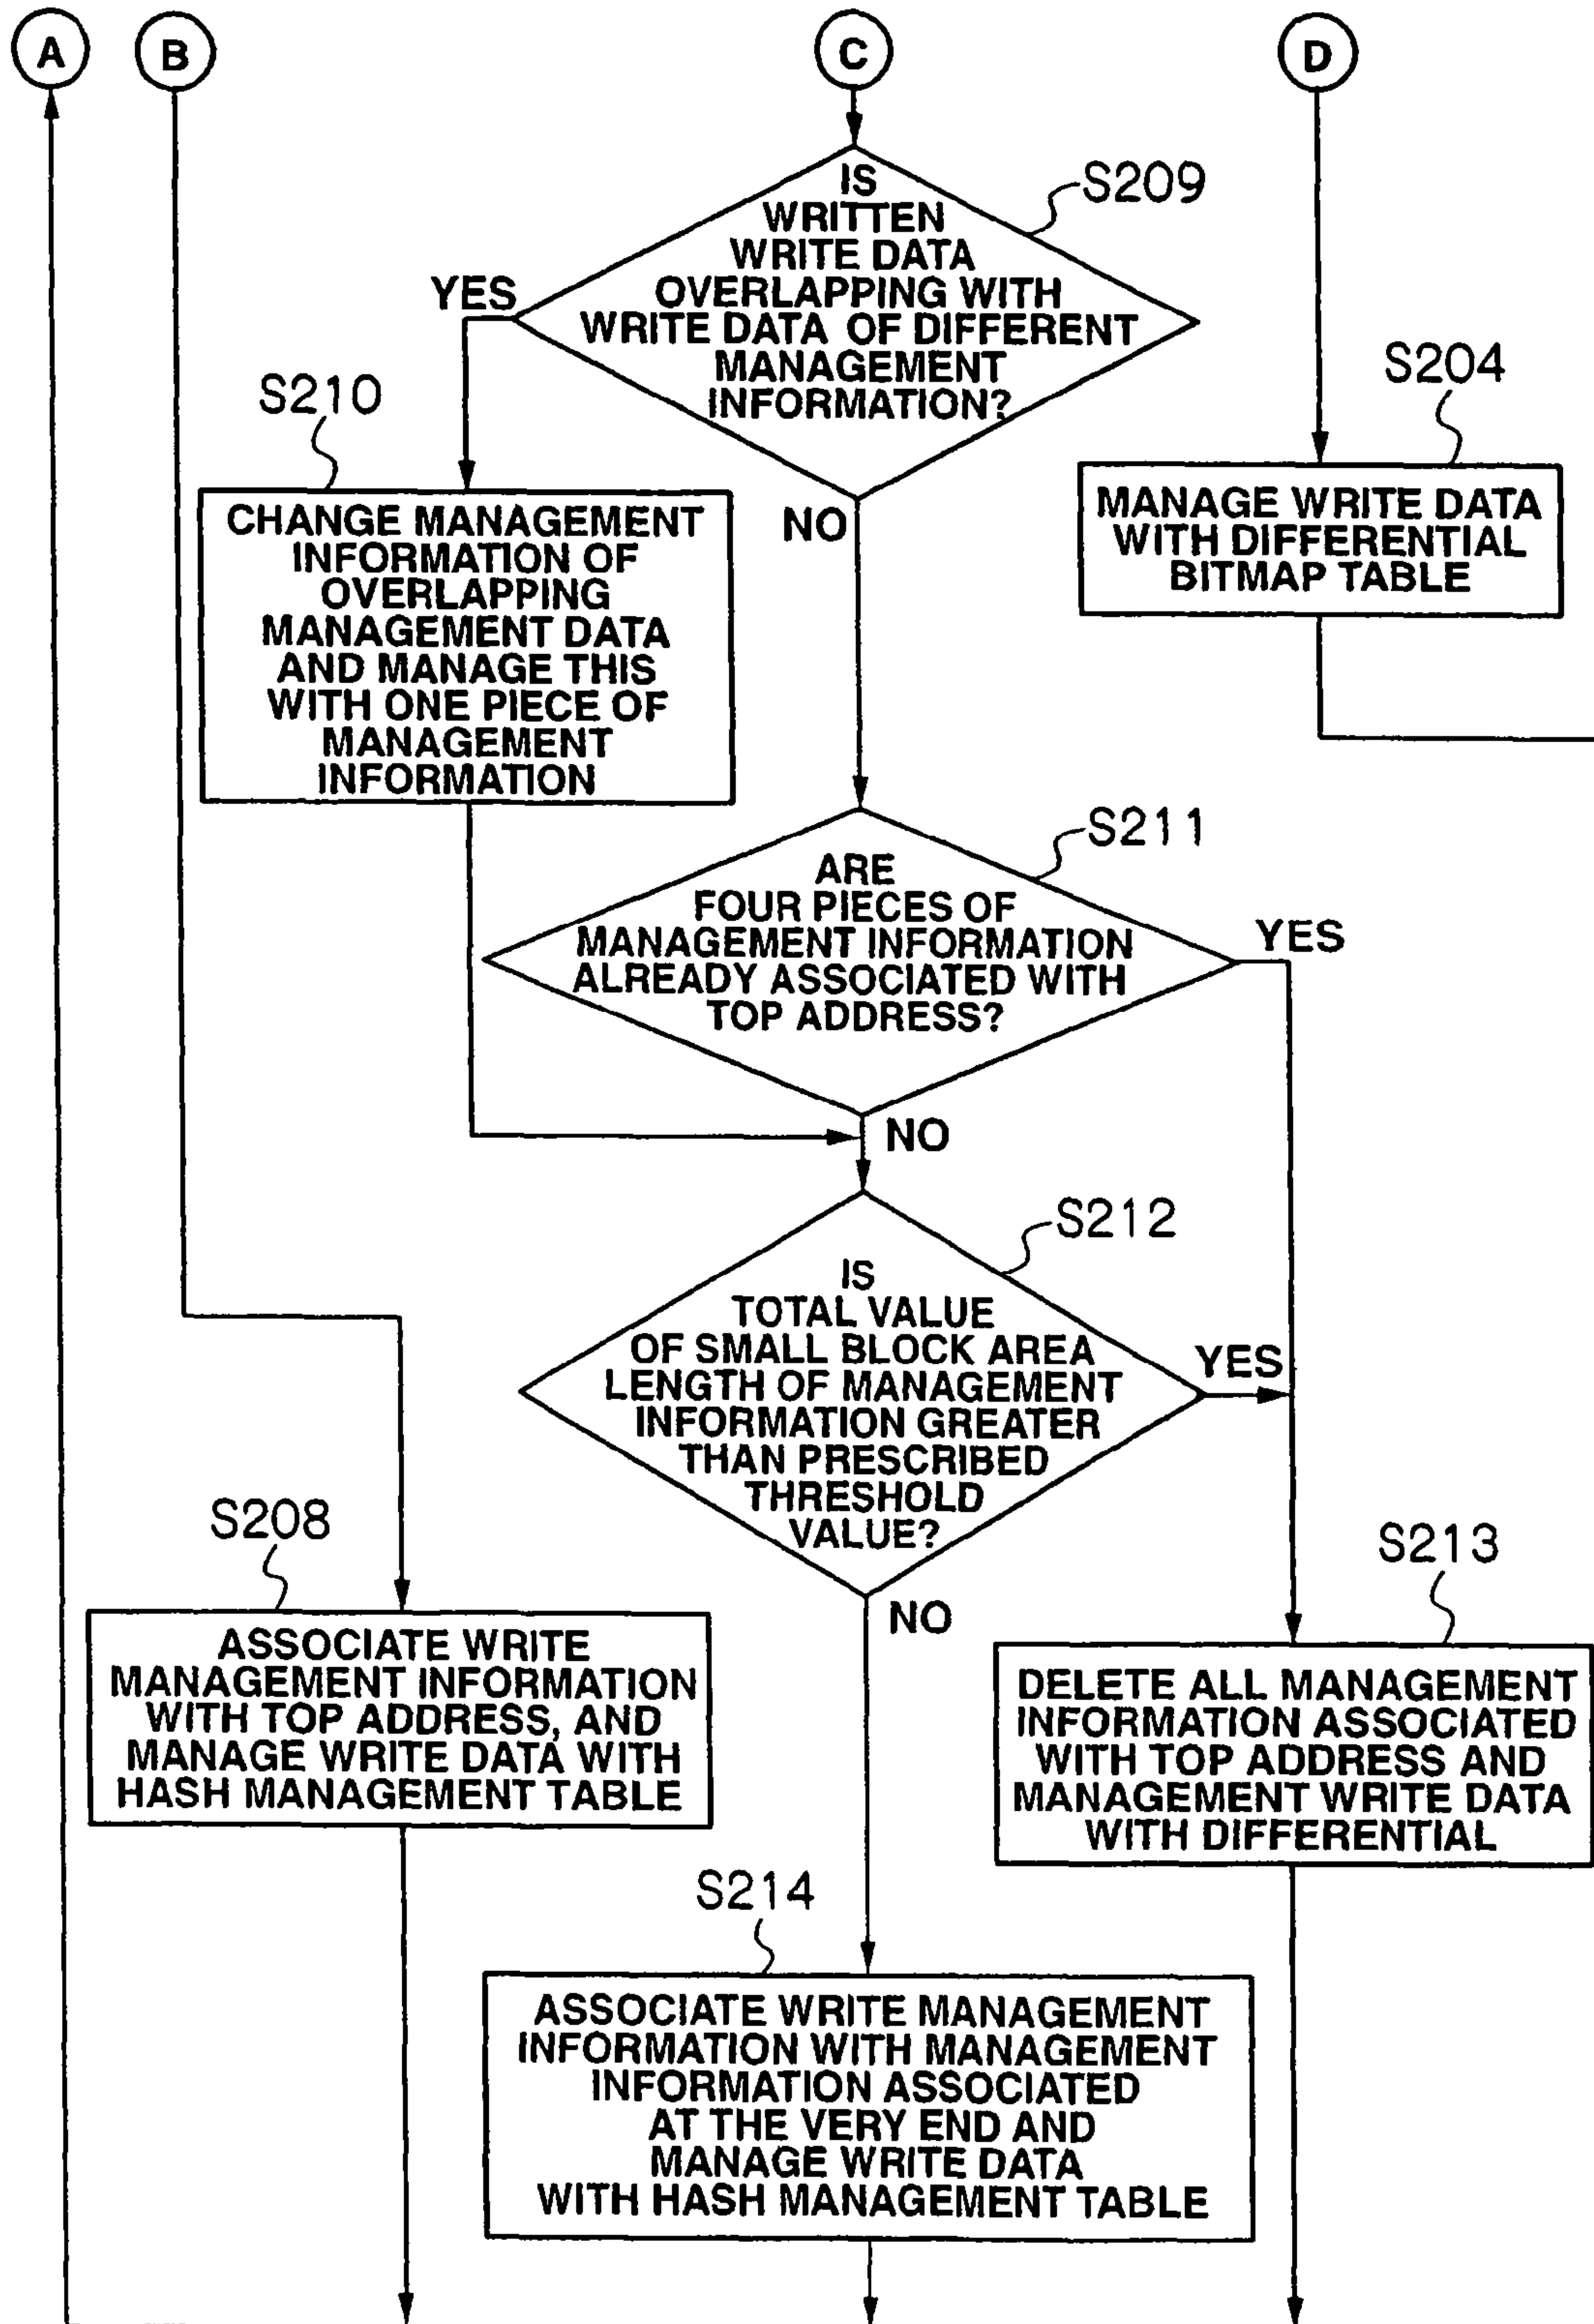 A
B
C
D
IS
WRITTEN
WRITE DATA
OVERLAPPING WITH
WRITE DATA OF DIFFERENT
MANAGEMENT
INFORMATION?
S209
YES
NO
S210
CHANGE MANAGEMENT
INFORMATION OF
OVERLAPPING
MANAGEMENT DATA
AND MANAGE THIS
WITH ONE PIECE OF
MANAGEMENT
INFORMATION
S204
MANAGE WRITE DATA
WITH DIFFERENTIAL
BITMAP TABLE
S211
ARE
FOUR PIECES OF
MANAGEMENT INFORMATION
ALREADY ASSOCIATED WITH
TOP ADDRESS?
YES
NO
S212
IS
TOTAL VALUE
OF SMALL BLOCK AREA
LENGTH OF MANAGEMENT
INFORMATION GREATER
THAN PRESCRIBED
THRESHOLD
VALUE?
YES
NO
S208
ASSOCIATE WRITE
MANAGEMENT INFORMATION
WITH TOP ADDRESS, AND
MANAGE WRITE DATA WITH
HASH MANAGEMENT TABLE
S213
DELETE ALL MANAGEMENT
INFORMATION ASSOCIATED
WITH TOP ADDRESS AND
MANAGEMENT WRITE DATA
WITH DIFFERENTIAL
S214
ASSOCIATE WRITE MANAGEMENT
INFORMATION WITH MANAGEMENT
INFORMATION ASSOCIATED
AT THE VERY END AND
MANAGE WRITE DATA
WITH HASH MANAGEMENT TABLE